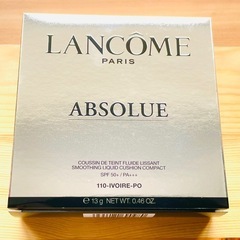 LANCÔME
PARIS
ABSOLUE
COUSSIN DE TEINT FLUIDE LISSANT
SMOOTHING LIQUID CUSHION COMPACT
SPF 50+ / PA+++
110-IVOIRE-PO
e 13 g NET WT. 0.46 OZ.